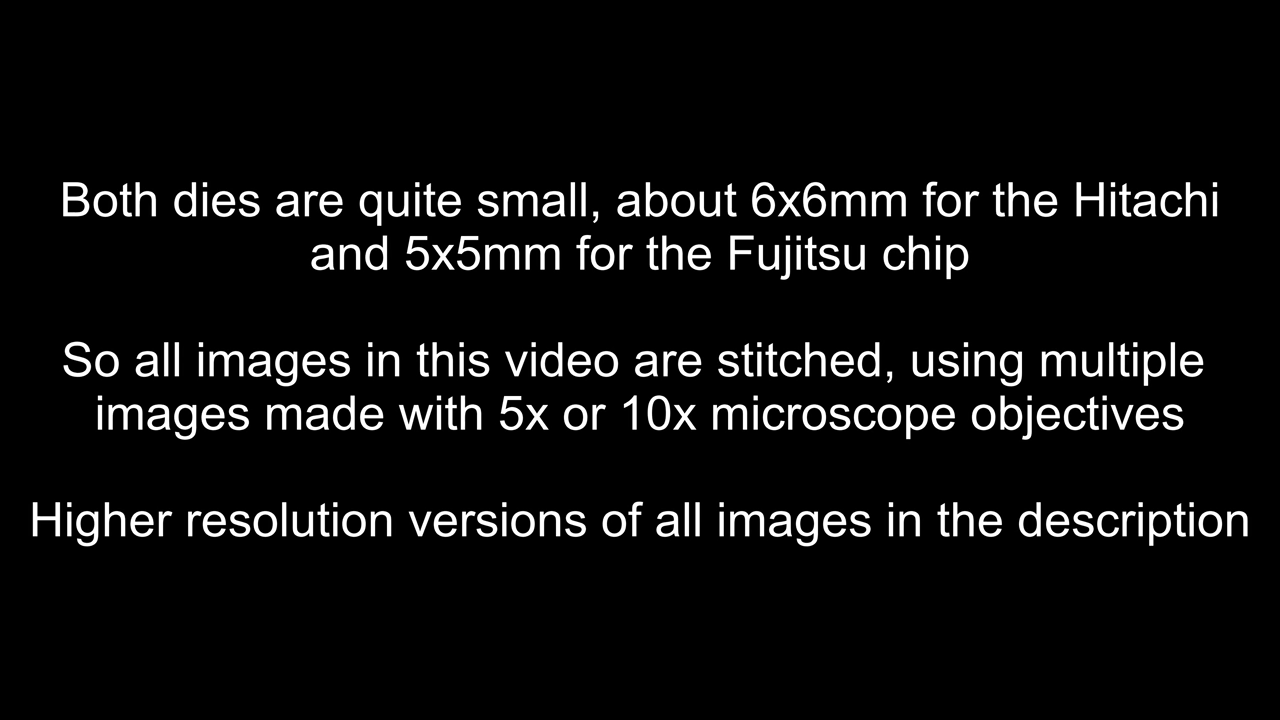 Both dies are quite small, about 6x6mm for the Hitachi
and 5x5mm for the Fujitsu chip
So all images in this video are stitched, using multiple
images made with 5x or 10x microscope objectives
Higher resolution versions of all images in the description